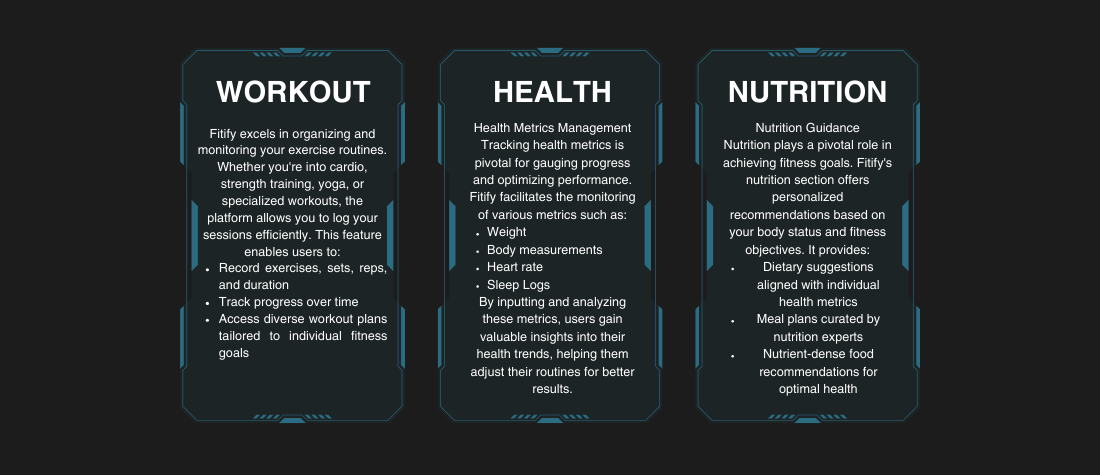 WORKOUT
Fitify excels in organizing and
monitoring your exercise routines.
Whether you're into cardio,
strength training, yoga, or
specialized workouts, the
platform allows you to log your
sessions efficiently. This feature
enables users to:
• Record exercises, sets, reps,
and duration
• Track progress over time
• Access diverse workout plans
tailored to individual fitness
goals
HEALTH
Health Metrics Management
Tracking health metrics is
pivotal for gauging progress
and optimizing performance.
Fitify facilitates the monitoring
of various metrics such as:
• Weight
• Body measurements
• Heart rate
• Sleep Logs
By inputting and analyzing
these metrics, users gain
valuable insights into their
health trends, helping them
adjust their routines for better
results.
NUTRITION
Nutrition Guidance
Nutrition plays a pivotal role in
achieving fitness goals. Fitify's
nutrition section offers
personalized
recommendations based on
your body status and fitness
objectives. It provides:
• Dietary suggestions
aligned with individual
health metrics
• Meal plans curated by
nutrition experts
• Nutrient-dense food
recommendations for
optimal health